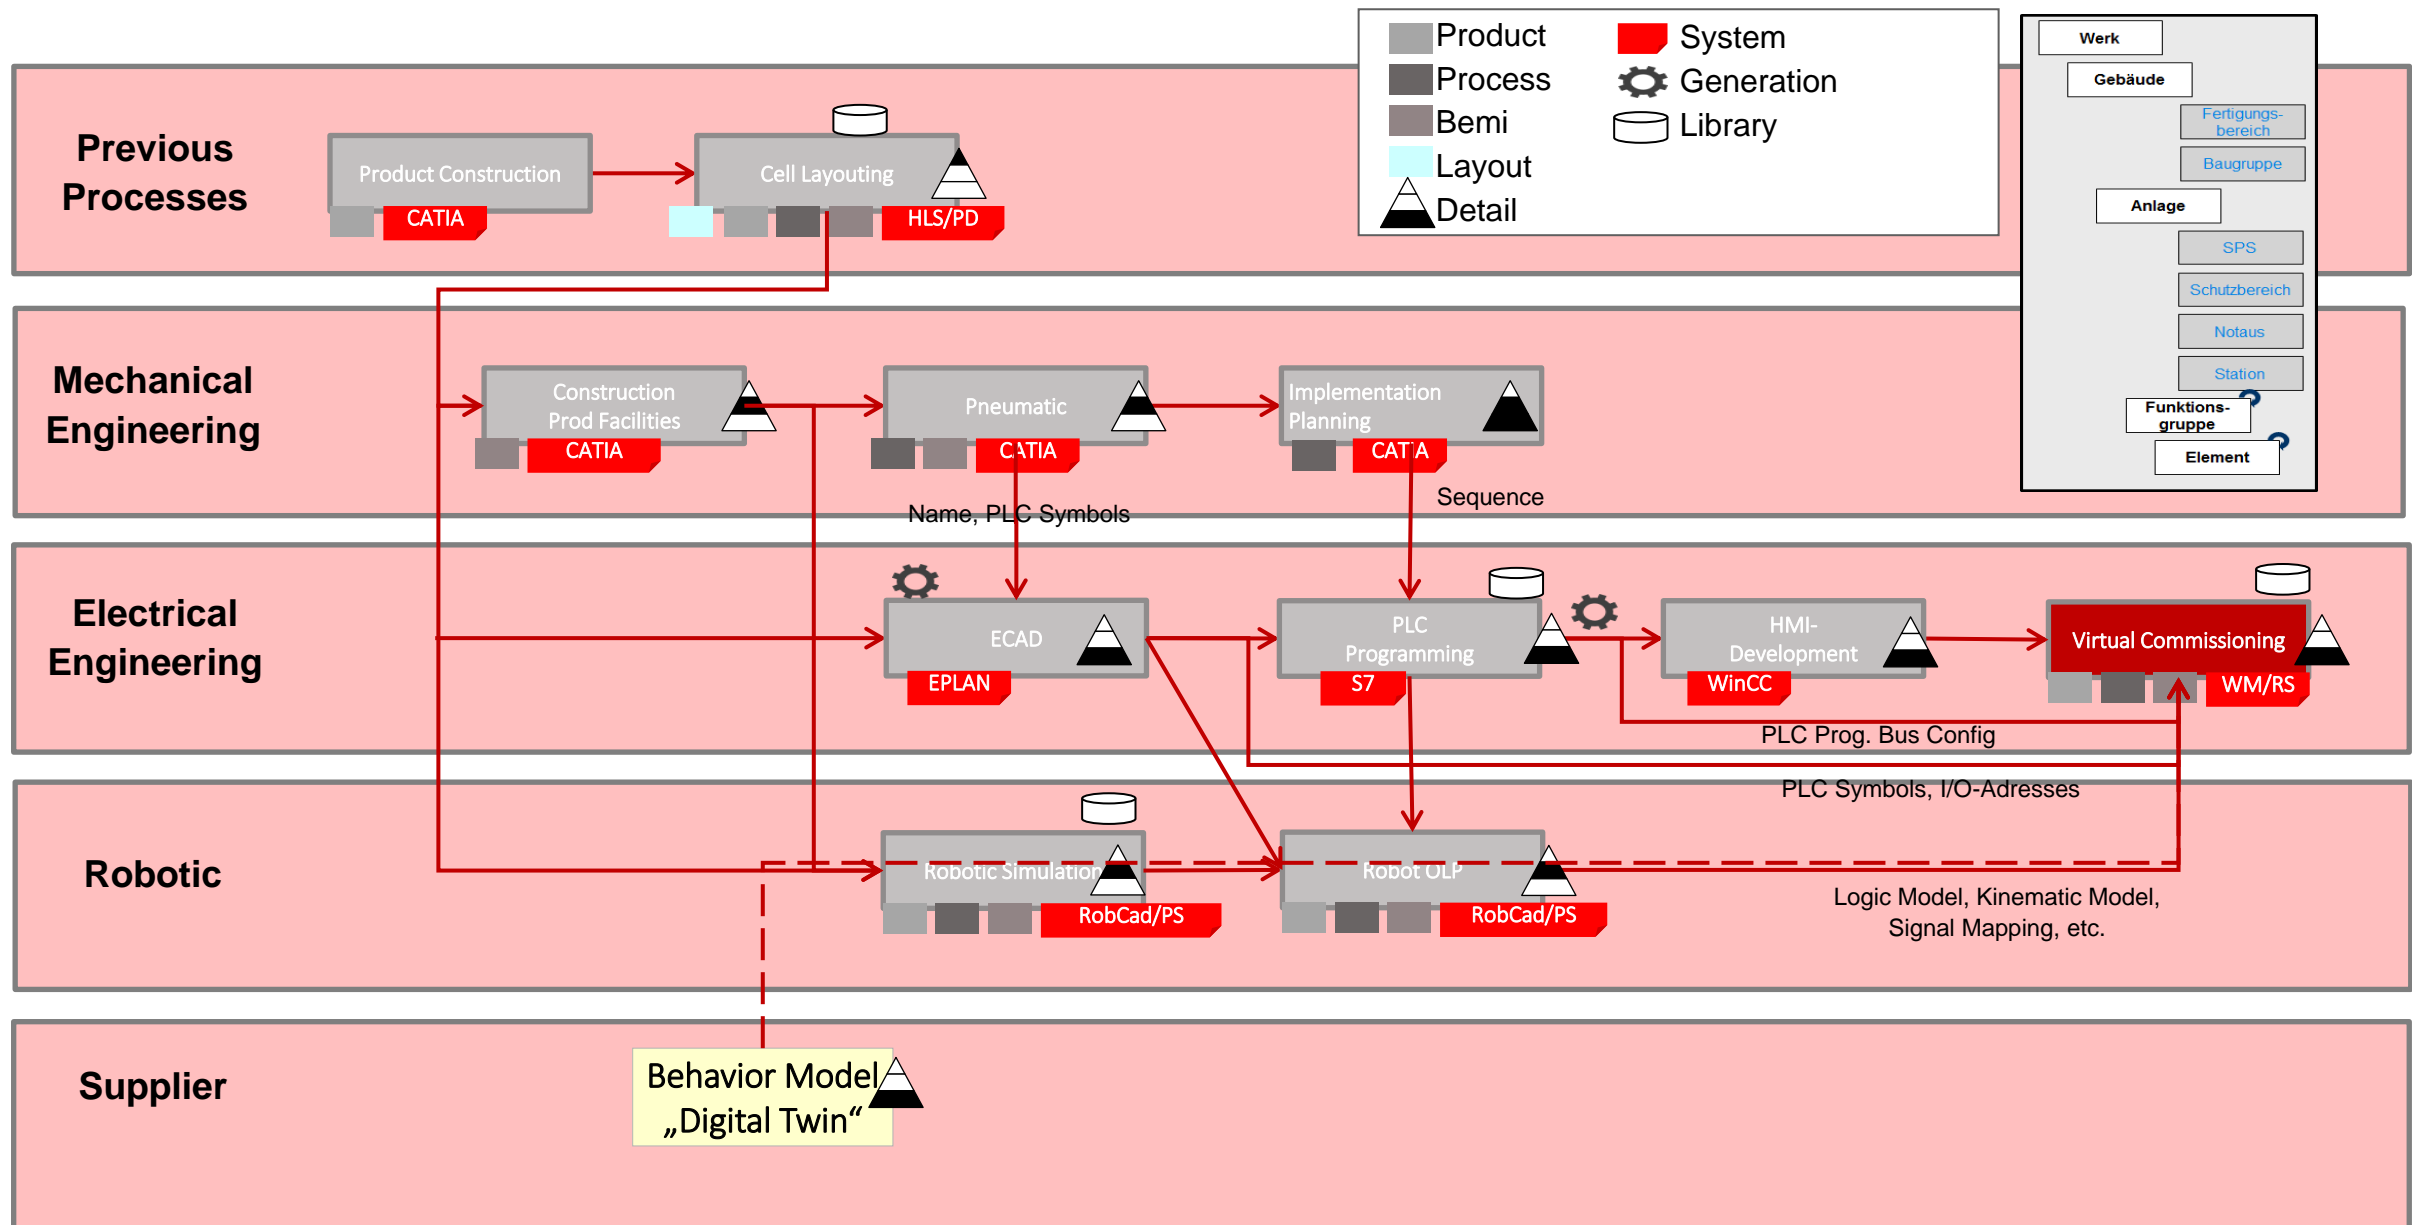 Product
Process
Bemi
Layout
Detail
System
Generation
Library
Werk
Gebäude
Fertigungs-
bereich
Baugruppe
Anlage
SPS
Schutzbereich
Notaus
Station
Funktions-
gruppe
Element
Previous
Processes
Product Construction
CATIA
Cell Layouting
HLS/PD
Mechanical
Engineering
Construction
Prod Facilities
CATIA
Pneumatic
CATIA
Implementation
Planning
CATIA
Name, PLC Symbols
Sequence
Electrical
Engineering
ECAD
EPLAN
PLC
Programming
S7
HMI-
Development
WinCC
Virtual Commissioning
WM/RS
PLC Prog. Bus Config
PLC Symbols, I/O-Adresses
Robotic
Robotic Simulation
RobCad/PS
Robot OLP
RobCad/PS
Logic Model, Kinematic Model,
Signal Mapping, etc.
Supplier
Behavior Model
„Digital Twin“